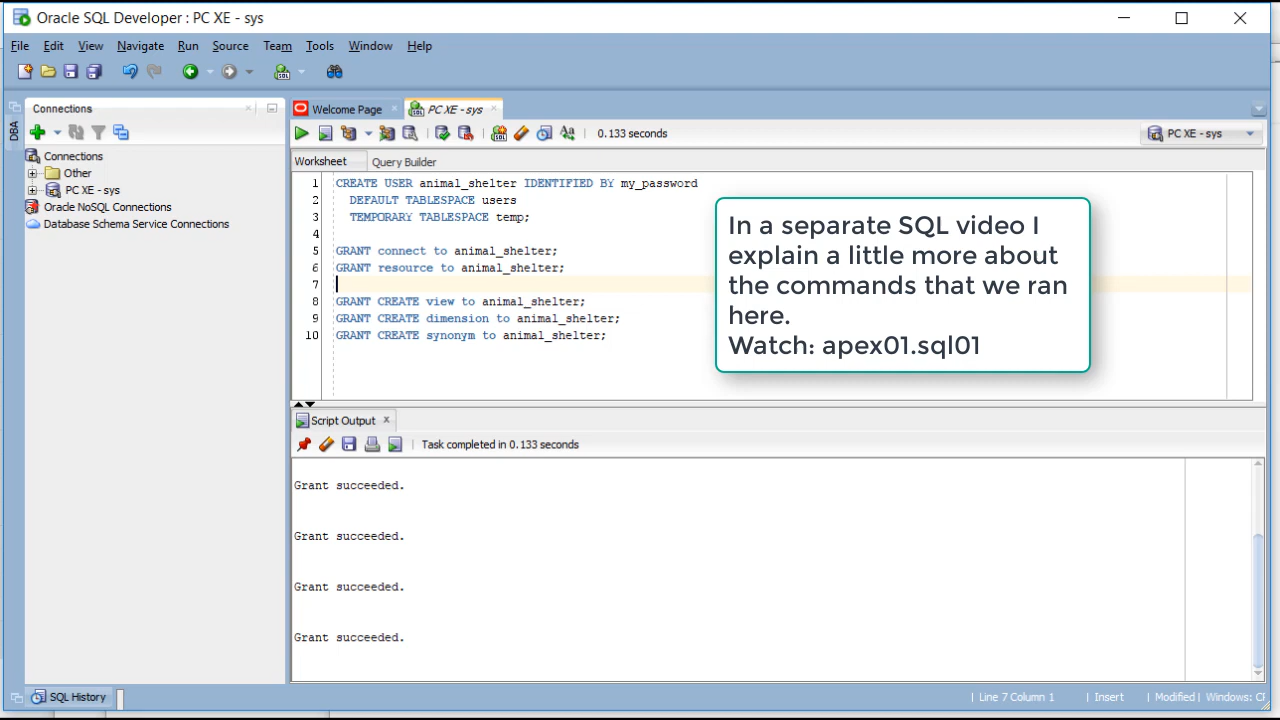 Oracle SQL Developer : PC XE - sys
File Edit View Navigate Run Source Team Tools Window Help
Connections
Welcome Page
PC XE - sys
DBA
0.133 seconds
PC XE - sys
Connections
Other
PC XE - sys
Oracle NoSQL Connections
Database Schema Service Connections
Worksheet Query Builder
1 CREATE USER animal_shelter IDENTIFIED BY my_password
2 DEFAULT TABLESPACE users
3 TEMPORARY TABLESPACE temp;
4
5 GRANT connect to animal_shelter;
6 GRANT resource to animal_shelter;
7
8 GRANT CREATE view to animal_shelter;
9 GRANT CREATE dimension to animal_shelter;
10 GRANT CREATE synonym to animal_shelter;
In a separate SQL video I
explain a little more about
the commands that we ran
here.
Watch: apex01.sql01
Script Output
Task completed in 0.133 seconds
Grant succeeded.
Grant succeeded.
Grant succeeded.
Grant succeeded.
SQL History
Line 7 Column 1 | Insert | Modified | Windows: